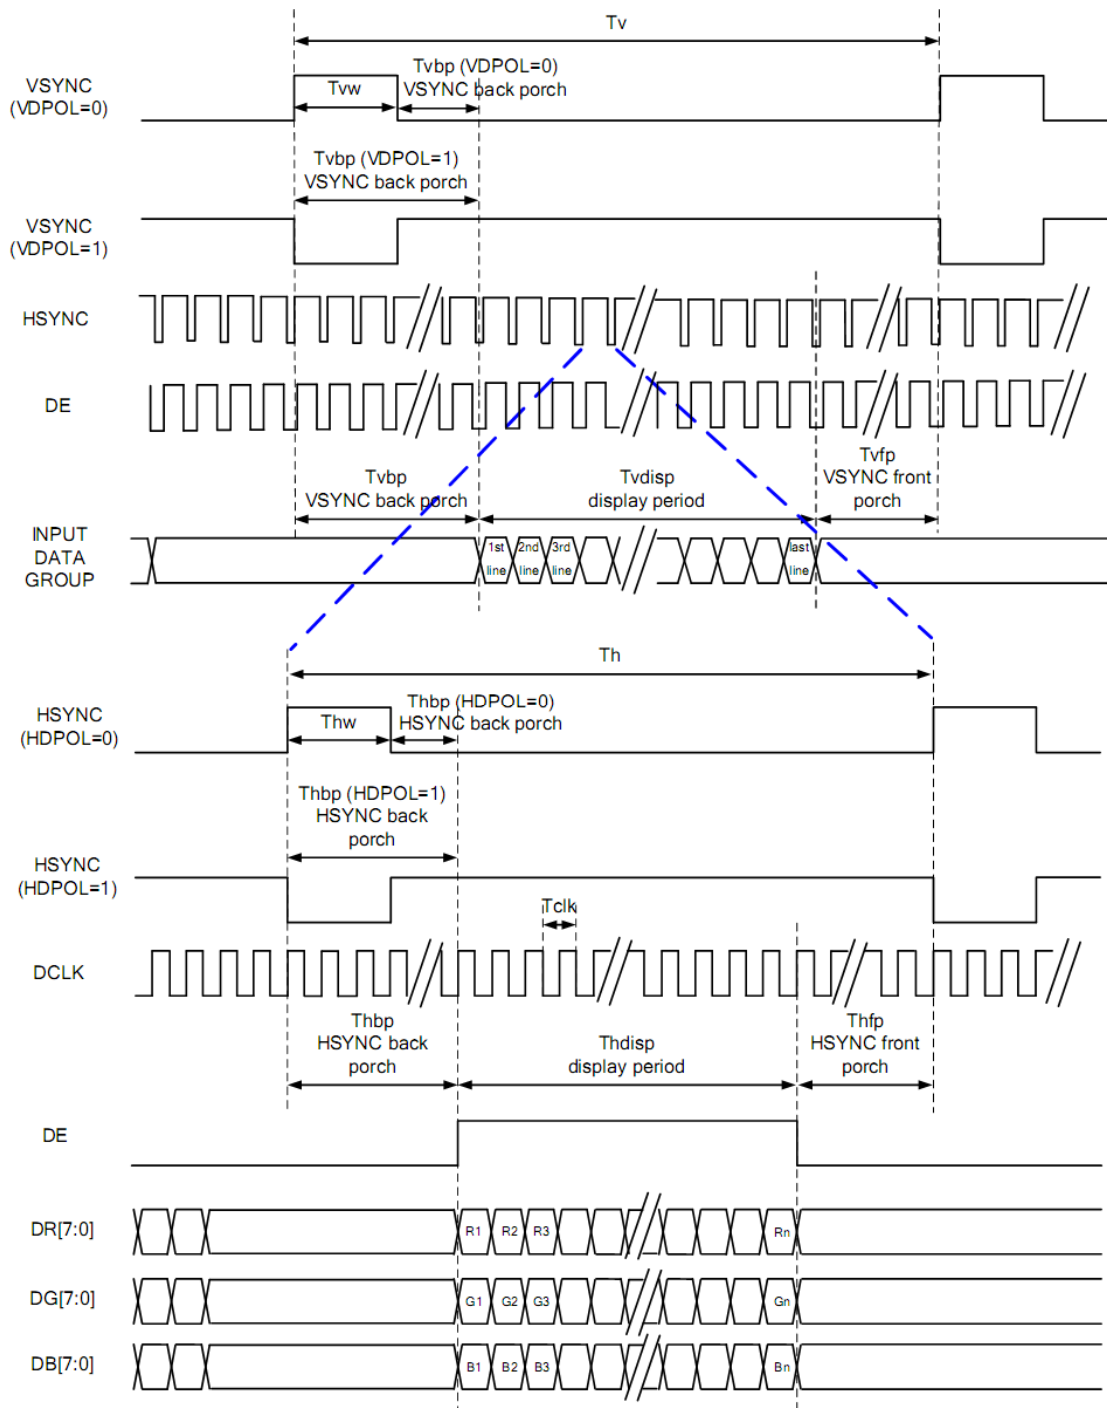 Tv
VSYNC
(VDPOL=0)
Tvw
Tvbp (VDPOL=0)
VSYNC back porch
Tvbp (VDPOL=1)
VSYNC back porch
VSYNC
(VDPOL=1)
HSYNC
DE
Tvbp
VSYNC back porch
Tvdisp
display period
Tvfp
VSYNC front
porch
INPUT
DATA
GROUP
1st
line
2nd
line
3rd
line
last
line
Th
HSYNC
(HDPOL=0)
Thw
Thbp (HDPOL=0)
HSYNC back porch
Thbp (HDPOL=1)
HSYNC back
porch
HSYNC
(HDPOL=1)
Tclk
DCLK
Thbp
HSYNC back
porch
Thdisp
display period
Thfp
HSYNC front
porch
DE
DR[7:0]
R1 R2 R3 Rn
DG[7:0]
G1 G2 G3 Gn
DB[7:0]
B1 B2 B3 Bn